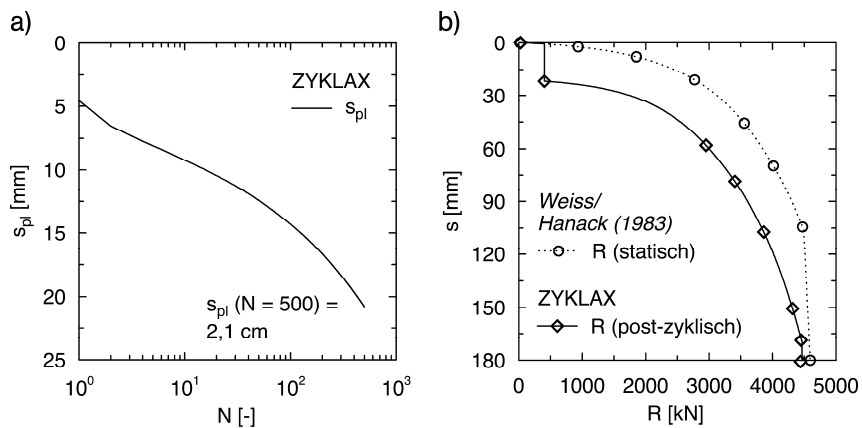 a)
0
5
10
15
20
25
s_pl [mm]
10^0
10^1
10^2
10^3
N [-]
ZYKLAX
s_pl
s_pl (N = 500) =
2,1 cm
b)
0
30
60
90
120
150
180
s [mm]
0
1000
2000
3000
4000
5000
R [kN]
Weiss/
Hanack (1983)
R (statisch)
ZYKLAX
R (post-zyklisch)